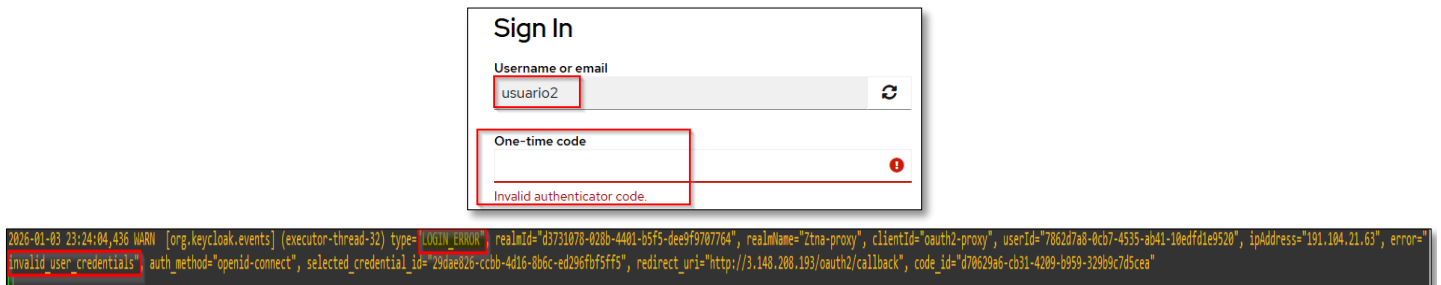 Sign In
Username or email
usuario2
One-time code
Invalid authenticator code.
2026-01-03 23:24:04,436 WARN  [org.keycloak.events] (executor-thread-32) type="LOGIN_ERROR", realmId="d3731078-028b-4401-b5f5-dee9f9707764", realmName="Ztna-proxy", clientId="oauth2-proxy", userId="7862d7a8-0cb7-4535-ab41-10edfd1e9520", ipAddress="191.104.21.63", error="
invalid_user_credentials", auth_method="openid-connect", selected_credential_id="29dae826-ccbb-4d16-8b6c-ed296fbf5ff5", redirect_uri="http://3.148.208.193/oauth2/callback", code_id="d70629a6-cb31-4209-b959-329b9c7d5cea"